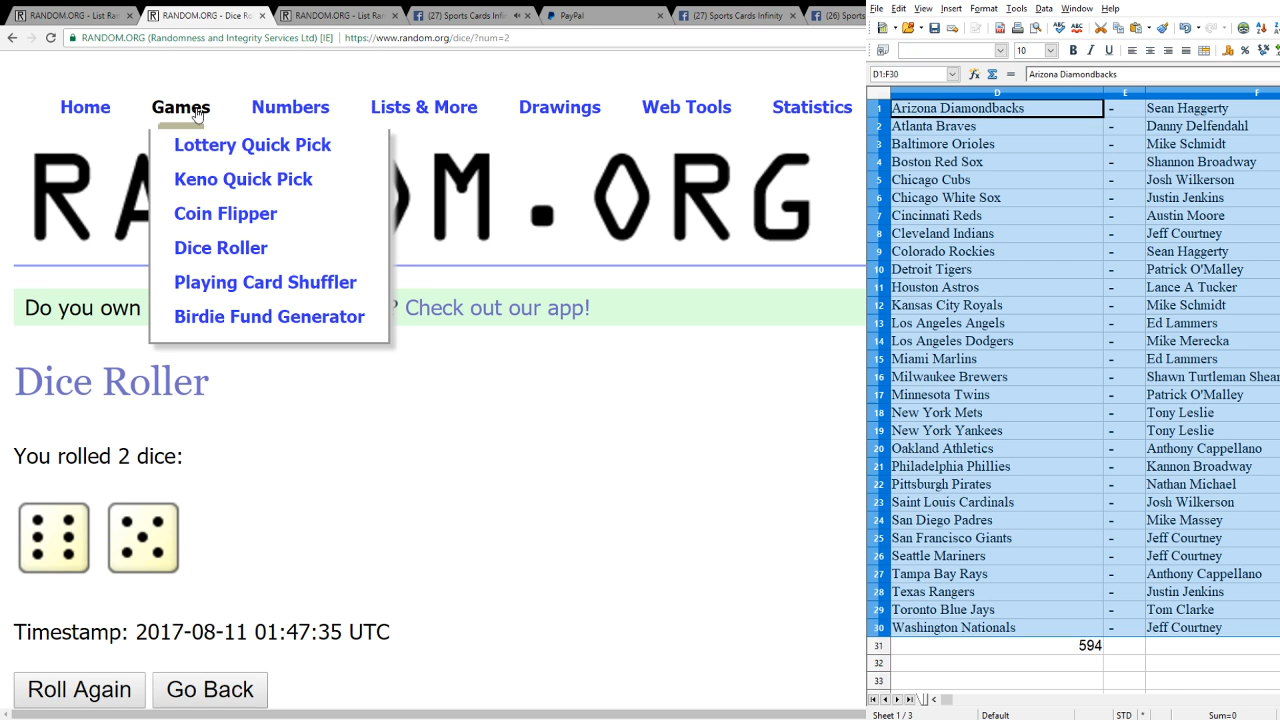 RANDOM.ORG - List Ra
RANDOM.ORG - Dice Ro
RANDOM.ORG - List Ran
(27) Sports Cards Infinity
PayPal
(27) Sports Cards Infinity
(26) Sports
RANDOM.ORG (Randomness and Integrity Services Ltd) [IE]
https://www.random.org/dice/?num=2
Home
Games
Numbers
Lists & More
Drawings
Web Tools
Statistics
Lottery Quick Pick
Keno Quick Pick
Coin Flipper
Dice Roller
Playing Card Shuffler
Birdie Fund Generator
RANDOM.ORG
Do you own
? Check out our app!
Dice Roller
You rolled 2 dice:
Timestamp: 2017-08-11 01:47:35 UTC
Roll Again
Go Back
File Edit View Insert Format Tools Data Window Help
10
D1:F30
Arizona Diamondbacks
D E F
1 Arizona Diamondbacks - Sean Haggerty
2 Atlanta Braves - Danny Delfendahl
3 Baltimore Orioles - Mike Schmidt
4 Boston Red Sox - Shannon Broadway
5 Chicago Cubs - Josh Wilkerson
6 Chicago White Sox - Justin Jenkins
7 Cincinnati Reds - Austin Moore
8 Cleveland Indians - Jeff Courtney
9 Colorado Rockies - Sean Haggerty
10 Detroit Tigers - Patrick O'Malley
11 Houston Astros - Lance A Tucker
12 Kansas City Royals - Mike Schmidt
13 Los Angeles Angels - Ed Lammers
14 Los Angeles Dodgers - Mike Merecka
15 Miami Marlins - Ed Lammers
16 Milwaukee Brewers - Shawn Turtleman Shear
17 Minnesota Twins - Patrick O'Malley
18 New York Mets - Tony Leslie
19 New York Yankees - Tony Leslie
20 Oakland Athletics - Anthony Cappellano
21 Philadelphia Phillies - Kannon Broadway
22 Pittsburgh Pirates - Nathan Michael
23 Saint Louis Cardinals - Josh Wilkerson
24 San Diego Padres - Mike Massey
25 San Francisco Giants - Jeff Courtney
26 Seattle Mariners - Jeff Courtney
27 Tampa Bay Rays - Anthony Cappellano
28 Texas Rangers - Justin Jenkins
29 Toronto Blue Jays - Tom Clarke
30 Washington Nationals - Jeff Courtney
31 594
32
33
Sheet 1 / 3
Default
STD
*
Sum=0